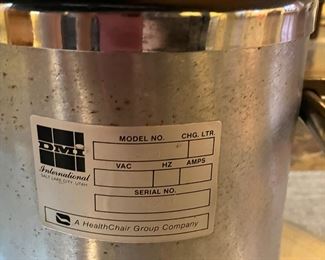 DMI
International
SALT LAKE CITY, UTAH
MODEL NO. CHG. LTR.
VAC HZ AMPS
SERIAL NO.
A HealthChair Group Company